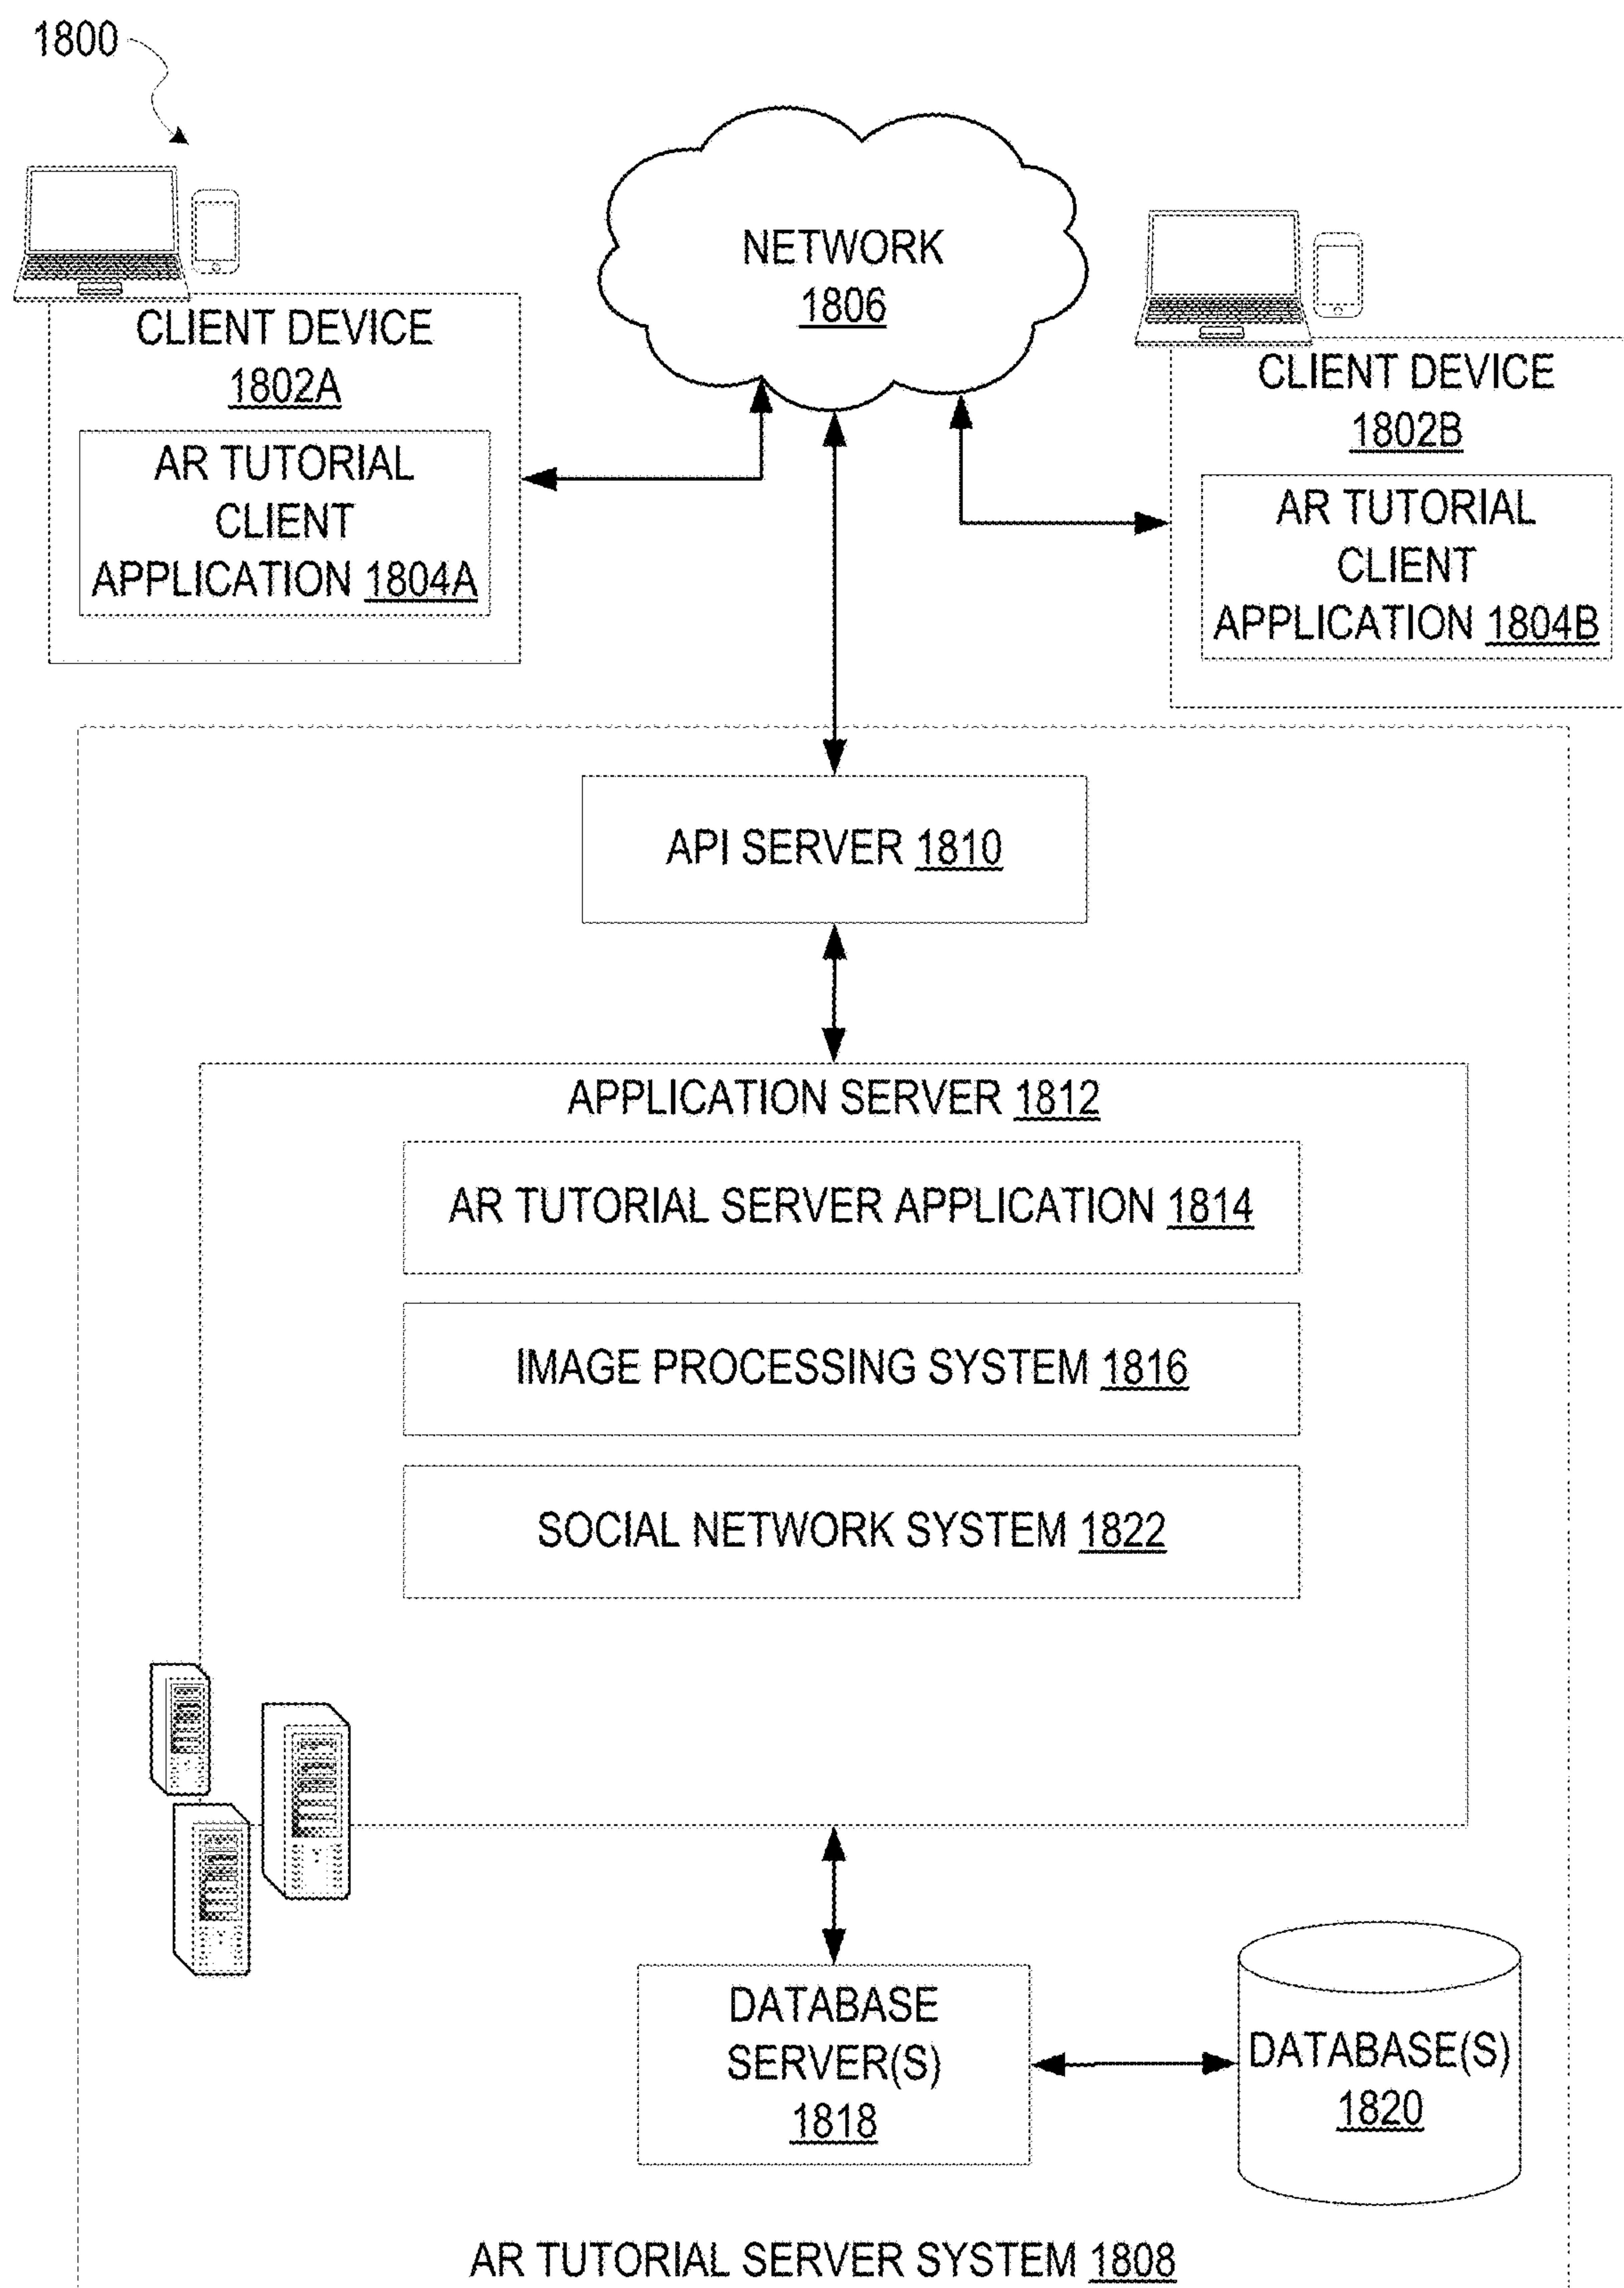 1800
NETWORK
1806
CLIENT DEVICE
1802A
AR TUTORIAL
CLIENT
APPLICATION 1804A
CLIENT DEVICE
1802B
AR TUTORIAL
CLIENT
APPLICATION 1804B
API SERVER 1810
APPLICATION SERVER 1812
AR TUTORIAL SERVER APPLICATION 1814
IMAGE PROCESSING SYSTEM 1816
SOCIAL NETWORK SYSTEM 1822
DATABASE
SERVER(S)
1818
DATABASE(S)
1820
AR TUTORIAL SERVER SYSTEM 1808